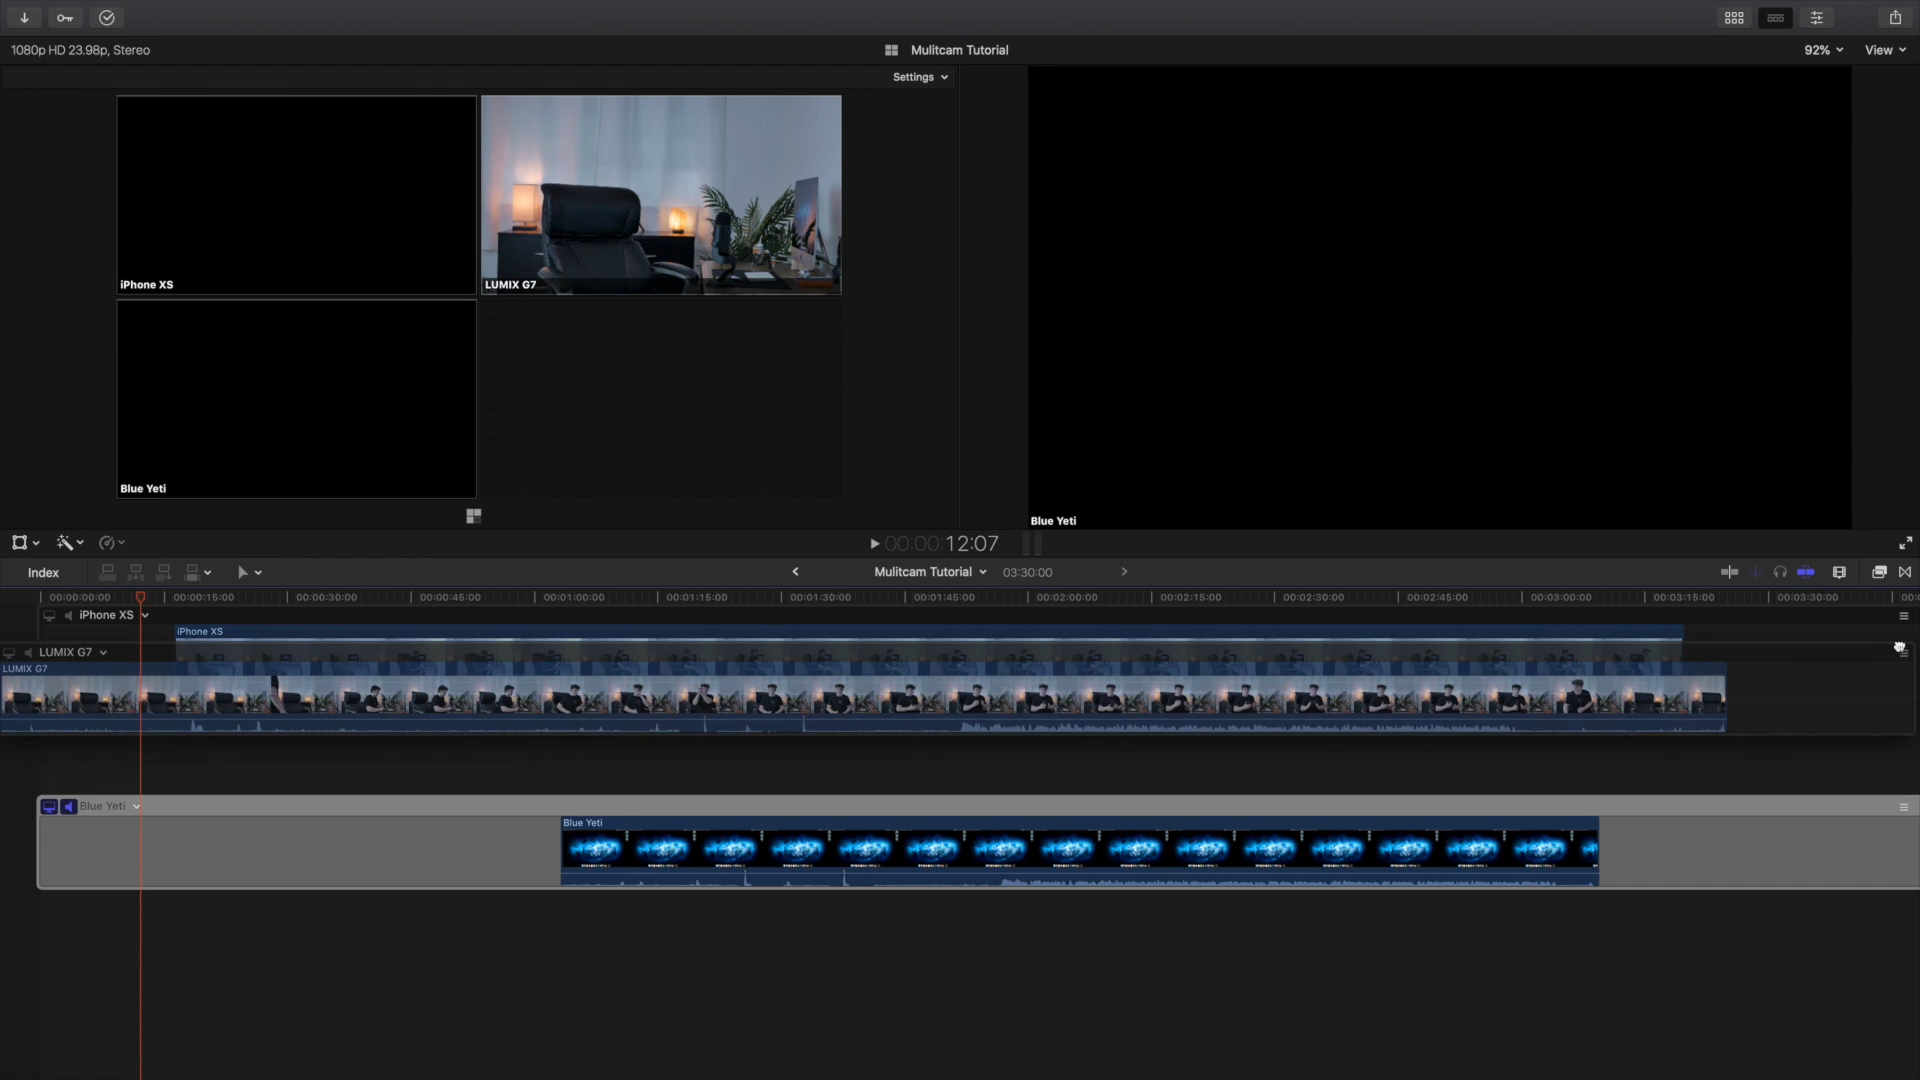 1080p HD 23.98p, Stereo
Mulitcam Tutorial
92%
View
Settings
iPhone XS
LUMIX G7
Blue Yeti
Blue Yeti
00:00:12:07
Index
Mulitcam Tutorial
03:30:00
00:00:00:00
00:00:15:00
00:00:30:00
00:00:45:00
00:01:00:00
00:01:15:00
00:01:30:00
00:01:45:00
00:02:00:00
00:02:15:00
00:02:30:00
00:02:45:00
00:03:00:00
00:03:15:00
00:03:30:00
iPhone XS
iPhone XS
LUMIX G7
LUMIX G7
Blue Yeti
Blue Yeti